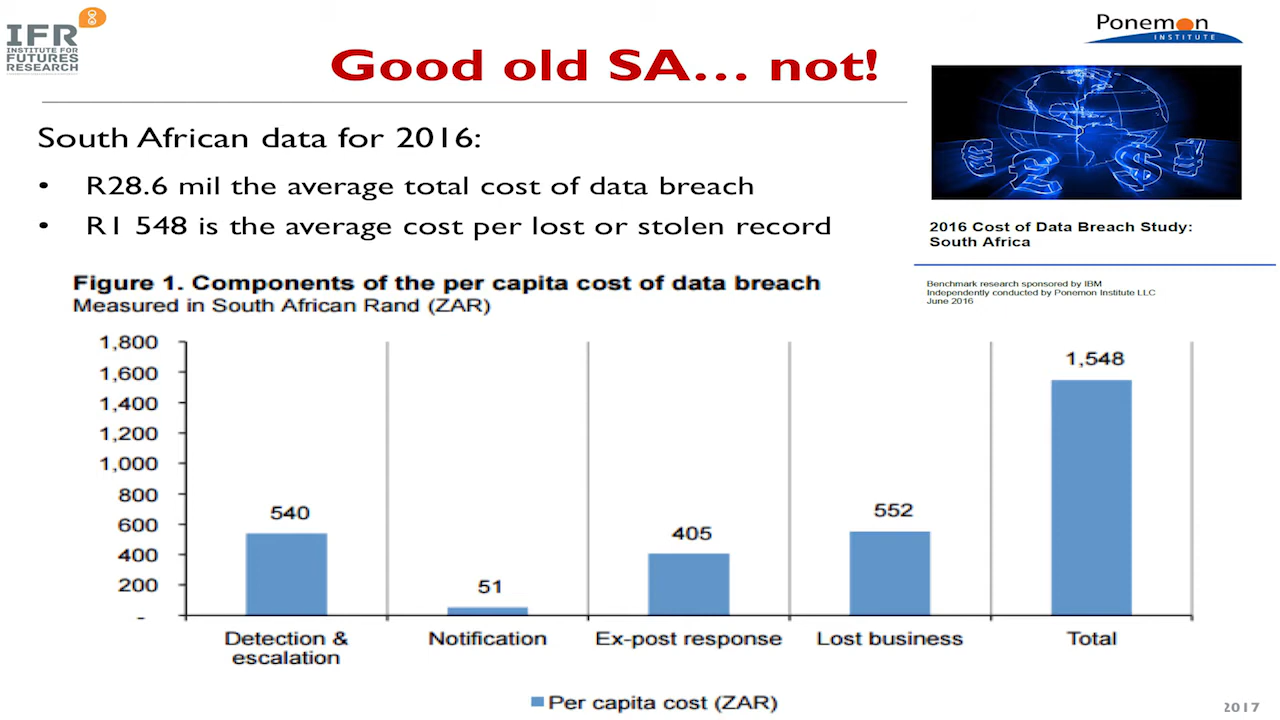 IFR
INSTITUTE FOR
FUTURES
RESEARCH
Ponemon
INSTITUTE
Good old SA... not!
South African data for 2016:
• R28.6 mil the average total cost of data breach
• R1 548 is the average cost per lost or stolen record
2016 Cost of Data Breach Study:
South Africa
Benchmark research sponsored by IBM
Independently conducted by Ponemon Institute LLC
June 2016
Figure 1. Components of the per capita cost of data breach
Measured in South African Rand (ZAR)
1,800
1,600
1,400
1,200
1,000
800
600
400
200
-
540
51
405
552
1,548
Detection &
escalation
Notification
Ex-post response
Lost business
Total
Per capita cost (ZAR)
2017